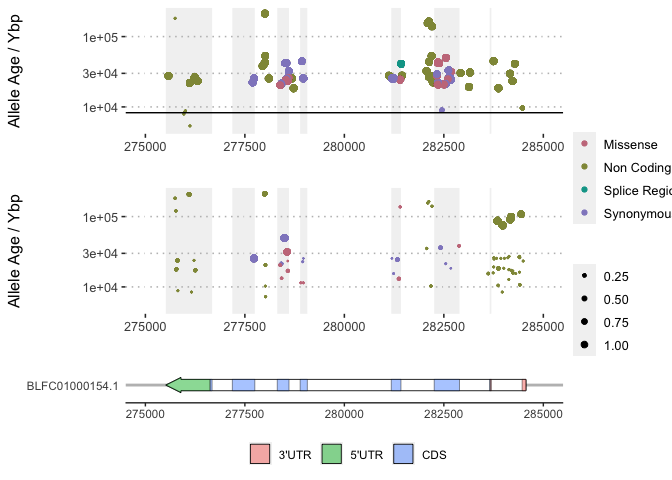 Allele Age / Ybp
1e+05
3e+04
1e+04
275000 277500 280000 282500 285000
Missense
Non Coding
Splice Regio
Synonymou
Allele Age / Ybp
1e+05
3e+04
1e+04
275000 277500 280000 282500 285000
0.25
0.50
0.75
1.00
BLFC01000154.1
275000 277500 280000 282500 285000
3'UTR 5'UTR CDS